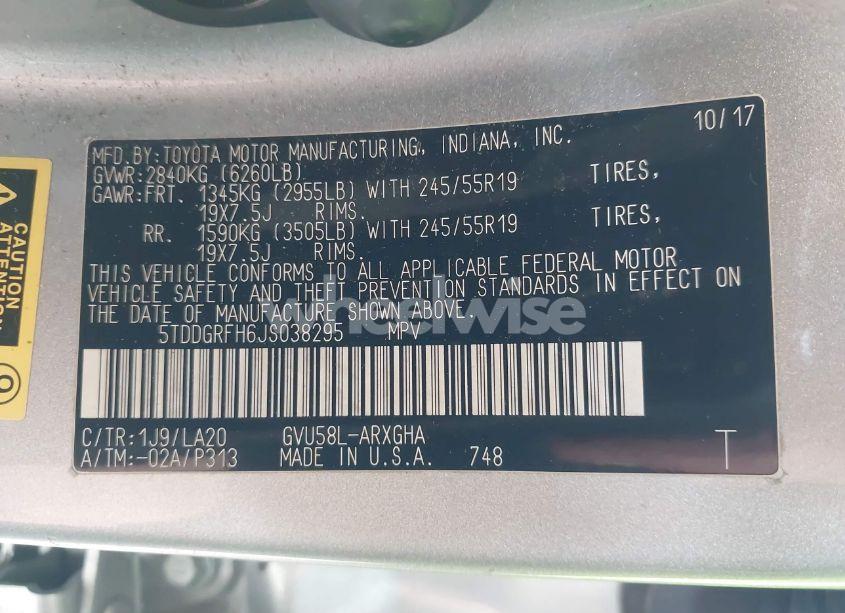 10/17
MFD.BY:TOYOTA MOTOR MANUFACTURING, INDIANA, INC.
GVWR:2840KG (6260LB)
GAWR:FRT. 1345KG (2955LB) WITH 245/55R19 TIRES,
19X7.5J RIMS.
RR. 1590KG (3505LB) WITH 245/55R19 TIRES,
19X7.5J RIMS.
THIS VEHICLE CONFORMS TO ALL APPLICABLE FEDERAL MOTOR
VEHICLE SAFETY AND THEFT PREVENTION STANDARDS IN EFFECT ON
THE DATE OF MANUFACTURE SHOWN ABOVE.
5TDDGRFH6JS038295 MPV
C/TR:1J9/LA20 GVU58L-ARXGHA
A/TM:-02A/P313 MADE IN U.S.A. 748
T
CAUTION
ATTENTION
wheelwise